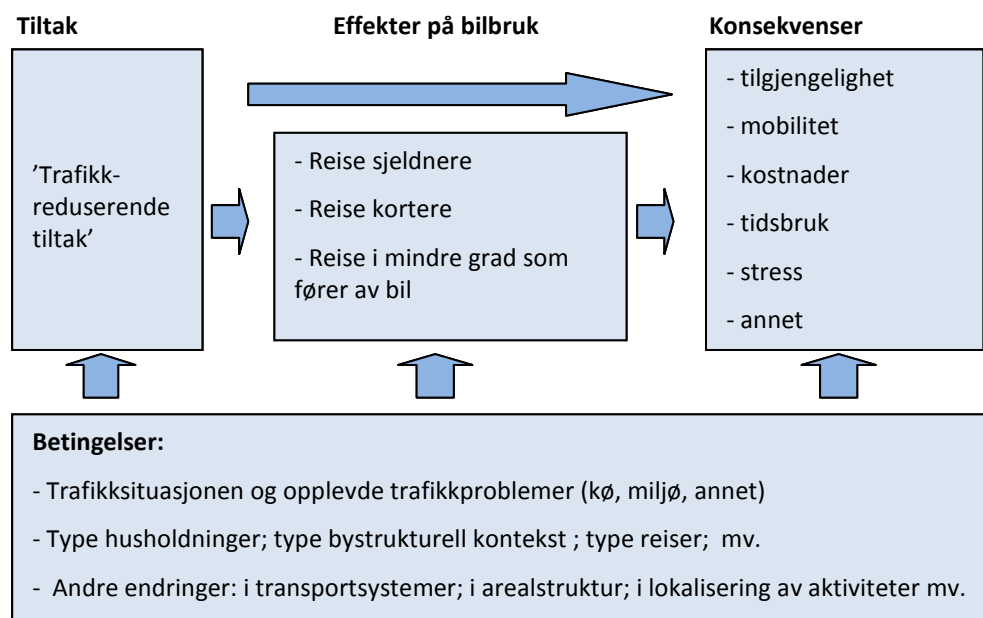 Tiltak
Effekter på bilbruk
Konsekvenser
’Trafikk-
reduserende
tiltak’
- Reise sjeldnere
- Reise kortere
- Reise i mindre grad som
fører av bil
- tilgjengelighet
- mobilitet
- kostnader
- tidsbruk
- stress
- annet
Betingelser:
- Trafikksituasjonen og opplevde trafikkproblemer (kø, miljø, annet)
- Type husholdninger; type bystrukturell kontekst ; type reiser; mv.
- Andre endringer: i transportsystemer; i arealstruktur; i lokalisering av aktiviteter mv.